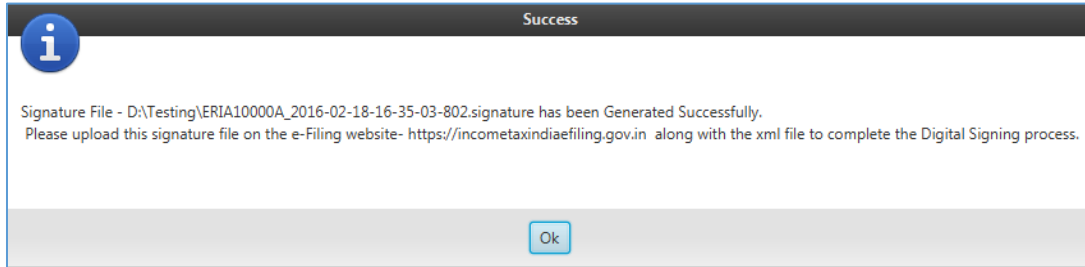 Success
Signature File - D:\Testing\ERIA10000A_2016-02-18-16-35-03-802.signature has been Generated Successfully.
Please upload this signature file on the e-Filing website- https://incometaxindiaefiling.gov.in along with the xml file to complete the Digital Signing process.
Ok